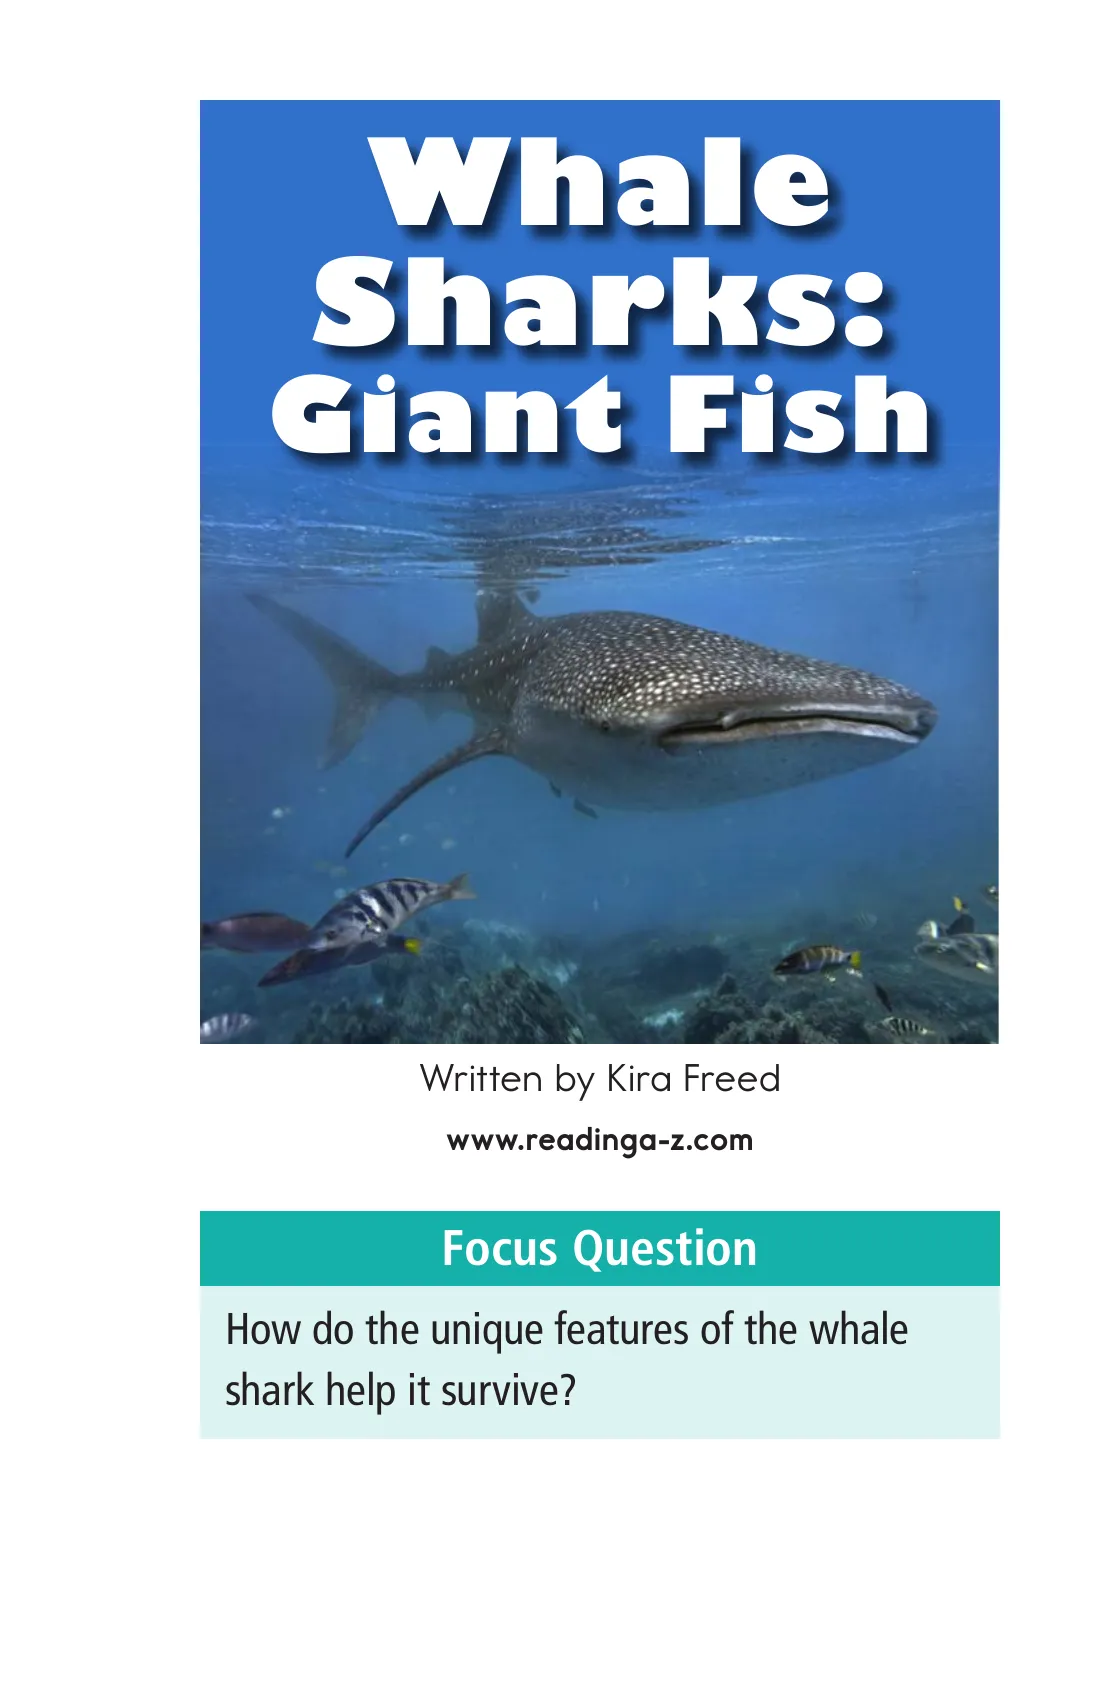 Whale
Sharks:
Giant Fish
Written by Kira Freed
www.readinga-z.com
Focus Question
How do the unique features of the whale
shark help it survive?